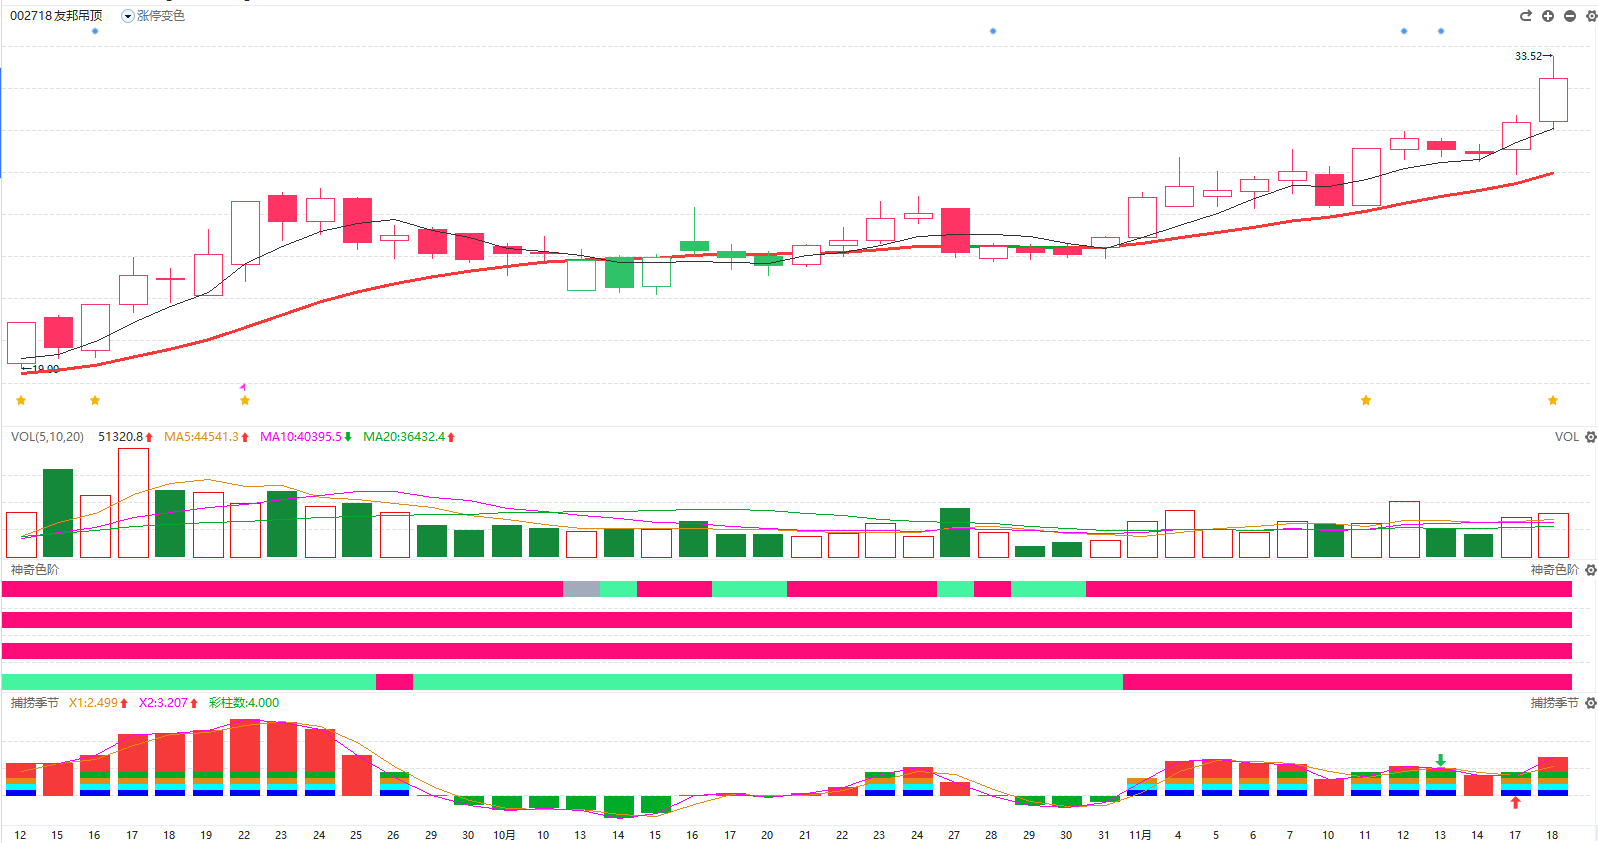 002718 友邦吊顶 涨停变色
33.52
19.90
VOL(5,10,20) 51320.8 MA5:44541.3 MA10:40395.5 MA20:36432.4 VOL
神奇色阶 神奇色阶
捕捞季节 X1:2.499 X2:3.207 彩柱数:4.000 捕捞季节
12 15 16 17 18 19 22 23 24 25 26 29 30 10月 10 13 14 15 16 17 20 21 22 23 24 27 28 29 30 31 11月 4 5 6 7 10 11 12 13 14 17 18